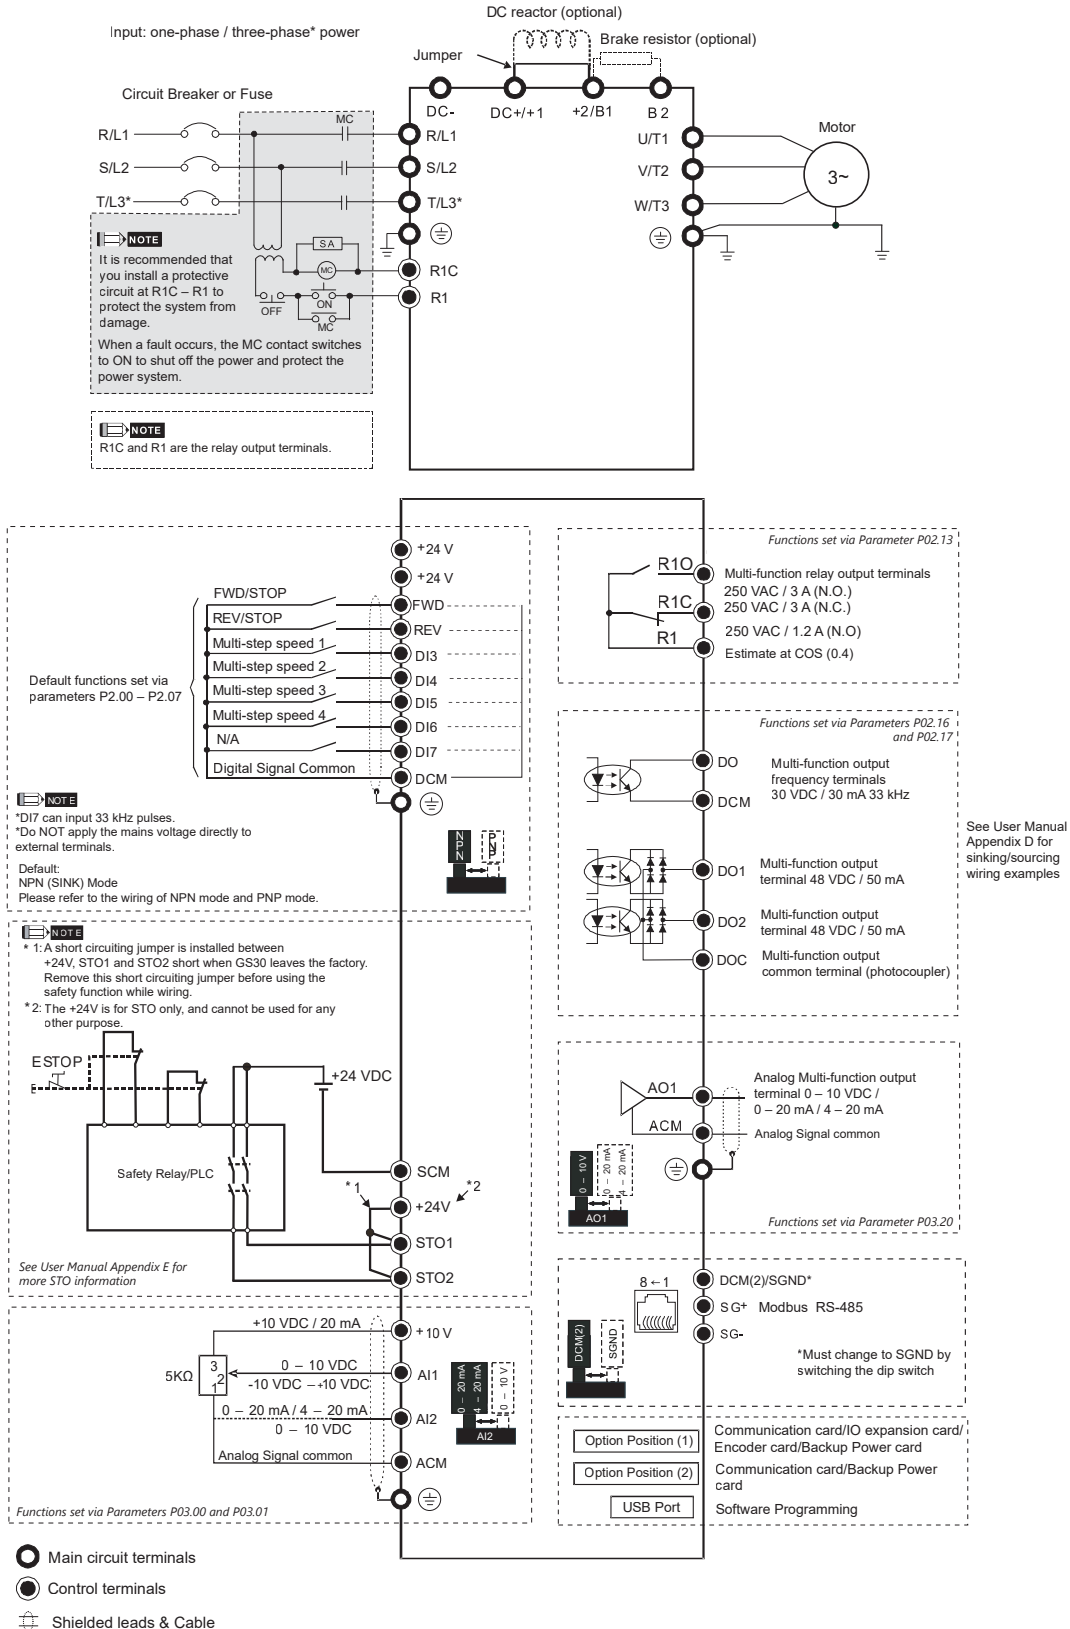 DC reactor (optional)
Input: one-phase / three-phase* power
Brake resistor (optional)
Jumper
Circuit Breaker or Fuse
DC-
DC+/+1
+2/B1
B 2
MC
R/L1
R/L1
S/L2
S/L2
T/L3*
T/L3*
U/T1
V/T2
W/T3
Motor
3~
NOTE
It is recommended that
you install a protective
circuit at R1C – R1 to
protect the system from
damage.
When a fault occurs, the MC contact switches
to ON to shut off the power and protect the
power system.
S A
MC
OFF
ON
MC
R1C
R1
NOTE
R1C and R1 are the relay output terminals.
+24 V
+24 V
FWD/STOP
FWD
REV/STOP
REV
Multi-step speed 1
DI3
Multi-step speed 2
DI4
Multi-step speed 3
DI5
Multi-step speed 4
DI6
N/A
DI7
Digital Signal Common
DCM
Default functions set via
parameters P2.00 – P2.07
NOTE
*DI7 can input 33 kHz pulses.
*Do NOT apply the mains voltage directly to
external terminals.
Default:
NPN (SINK) Mode
Please refer to the wiring of NPN mode and PNP mode.
NPN
PNP
NOTE
* 1: A short circuiting jumper is installed between
+24V, STO1 and STO2 short when GS30 leaves the factory.
Remove this short circuiting jumper before using the
safety function while wiring.
*2: The +24V is for STO only, and cannot be used for any
other purpose.
ESTOP
+24 VDC
Safety Relay/PLC
SCM
*1
*2
+24V
STO1
STO2
See User Manual Appendix E for
more STO information
+10 VDC / 20 mA
+10 V
5KΩ
3
2
1
0 – 10 VDC
-10 VDC – +10 VDC
AI1
0 – 20 mA / 4 – 20 mA
0 – 10 VDC
AI2
Analog Signal common
ACM
0 – 20 mA
4 – 20 mA
0 – 10 V
AI2
Functions set via Parameters P03.00 and P03.01
Functions set via Parameter P02.13
R1O
R1C
R1
Multi-function relay output terminals
250 VAC / 3 A (N.O.)
250 VAC / 3 A (N.C.)
250 VAC / 1.2 A (N.O)
Estimate at COS (0.4)
Functions set via Parameters P02.16
and P02.17
DO
DCM
Multi-function output
frequency terminals
30 VDC / 30 mA 33 kHz
DO1
Multi-function output
terminal 48 VDC / 50 mA
DO2
Multi-function output
terminal 48 VDC / 50 mA
DOC
Multi-function output
common terminal (photocoupler)
See User Manual
Appendix D for
sinking/sourcing
wiring examples
AO1
ACM
Analog Multi-function output
terminal 0 – 10 VDC /
0 – 20 mA / 4 – 20 mA
Analog Signal common
0 – 10 V
0 – 20 mA
4 – 20 mA
AO1
Functions set via Parameter P03.20
8←1
DCM(2)/SGND*
SG+ Modbus RS-485
SG-
DCM(2)
SGND
*Must change to SGND by
switching the dip switch
Option Position (1)
Communication card/IO expansion card/
Encoder card/Backup Power card
Option Position (2)
Communication card/Backup Power
card
USB Port
Software Programming
Main circuit terminals
Control terminals
Shielded leads & Cable